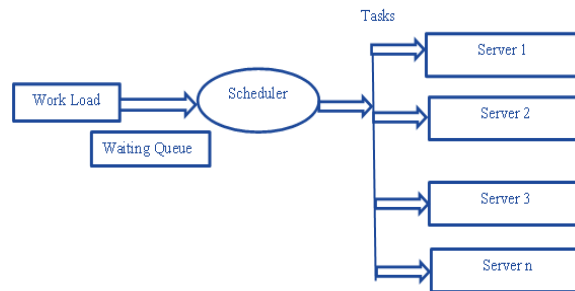 Tasks
Server 1
Work Load
Scheduler
Server 2
Waiting Queue
Server 3
Server n